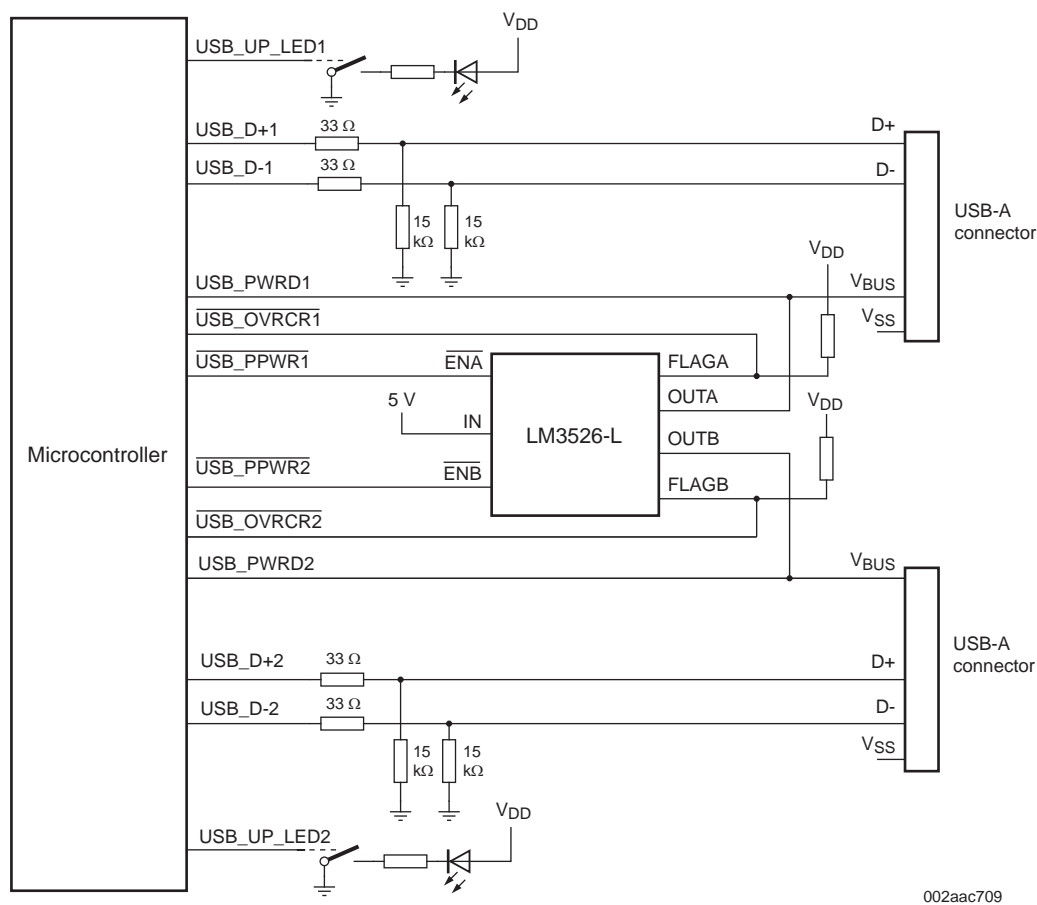 VDD
USB_UP_LED1
USB_D+1
33 Ω
D+
USB_D-1
33 Ω
D-
15 kΩ
15 kΩ
USB-A
connector
VDD
USB_PWRD1
VBUS
USB_OVRCR1
VSS
USB_PPWR1
ENA
FLAGA
5 V
OUTA
VDD
IN
LM3526-L
OUTB
Microcontroller
USB_PPWR2
ENB
FLAGB
USB_OVRCR2
USB_PWRD2
VBUS
USB_D+2
33 Ω
D+
USB-A
connector
USB_D-2
33 Ω
D-
VSS
15 kΩ
15 kΩ
VDD
USB_UP_LED2
002aac709